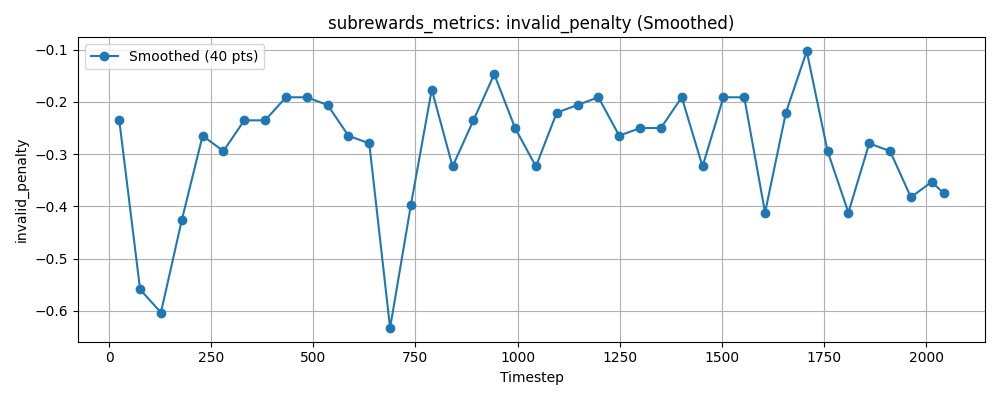 subrewards_metrics: invalid_penalty (Smoothed)
Smoothed (40 pts)
invalid_penalty
−0.1
−0.2
−0.3
−0.4
−0.5
−0.6
0 250 500 750 1000 1250 1500 1750 2000
Timestep